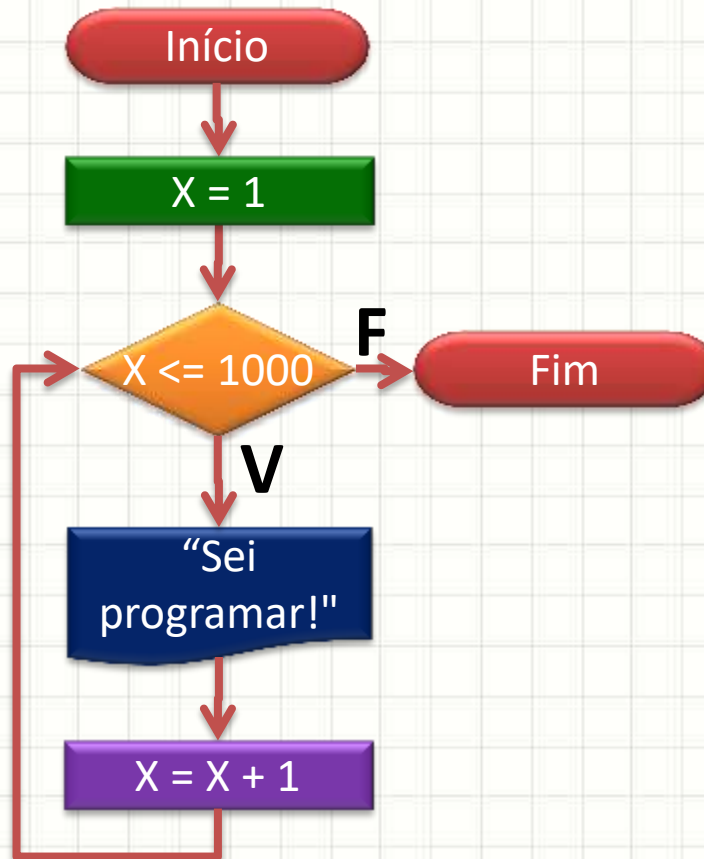 Início
X = 1
X <= 1000
F
Fim
V
“Sei
programar!"
X = X + 1